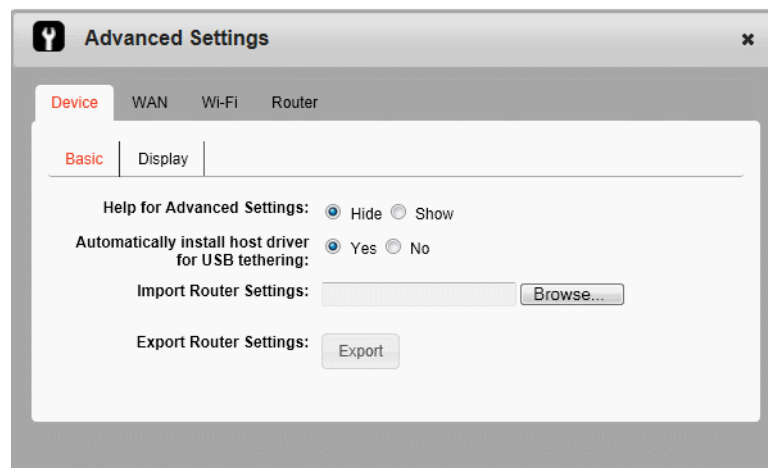 Advanced Settings
Device WAN Wi-Fi Router
Basic Display
Help for Advanced Settings: Hide Show
Automatically install host driver
for USB tethering: Yes No
Import Router Settings: Browse...
Export Router Settings: Export